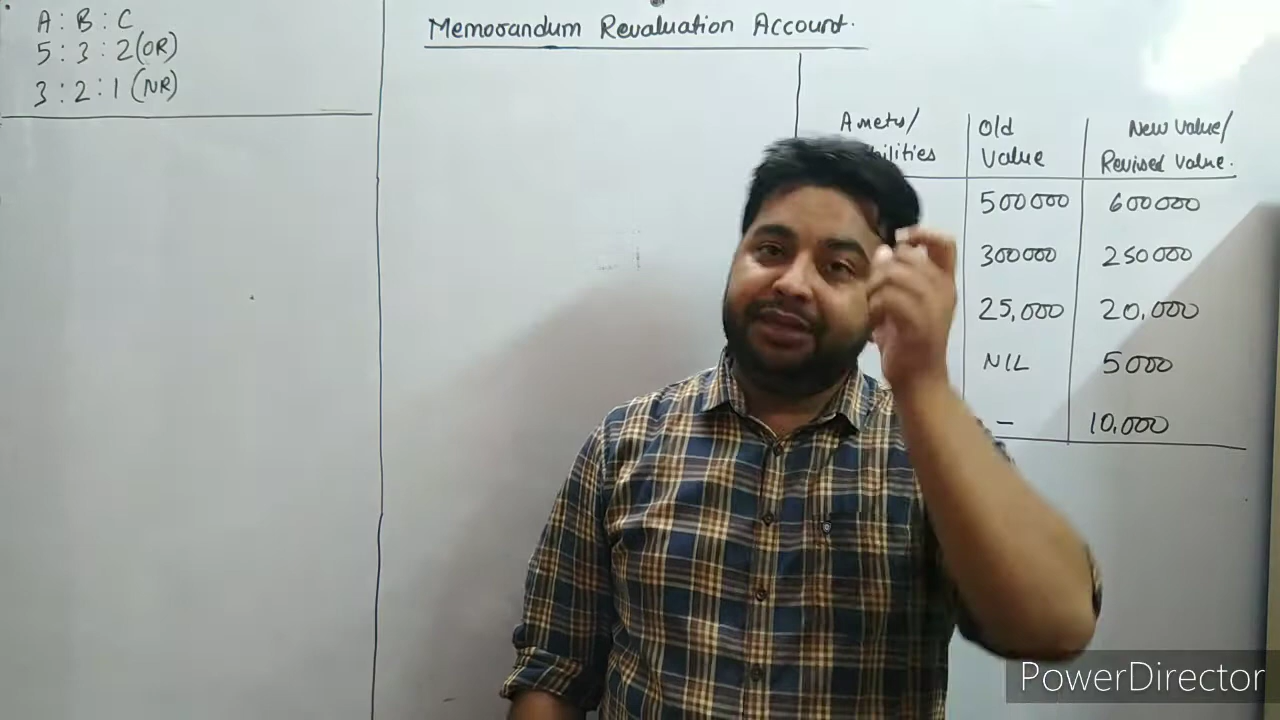 A : B : C
5 : 3 : 2 (OR)
3 : 2 : 1 (NR)
Memorandum Revaluation Account.
Assets/ Old Value New Value/ Revised Value.
500000 600000
300000 250000
25,000 20,000
NIL 5000
- 10,000
PowerDirector